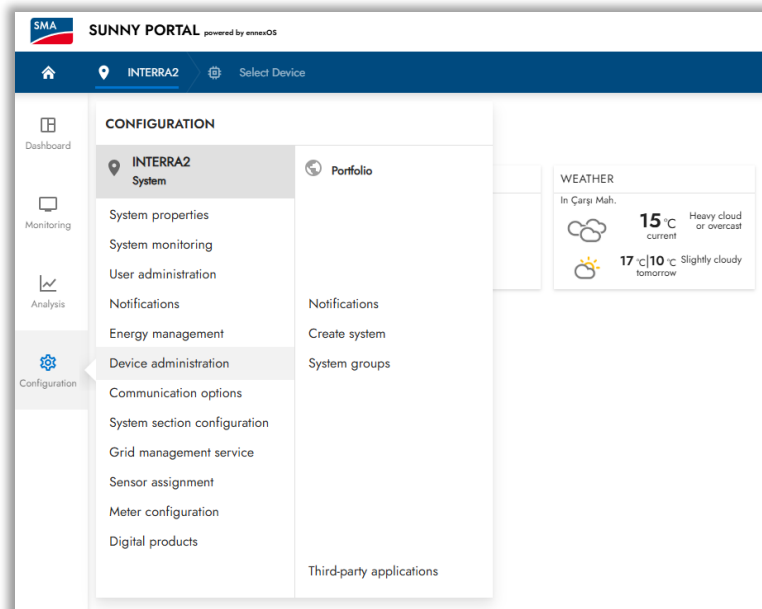 SMA
SUNNY PORTAL powered by ennexOS
INTERRA2
Select Device
Dashboard
Monitoring
Analysis
Configuration
CONFIGURATION
INTERRA2
System
System properties
System monitoring
User administration
Notifications
Energy management
Device administration
Communication options
System section configuration
Grid management service
Sensor assignment
Meter configuration
Digital products
Portfolio
Notifications
Create system
System groups
Third-party applications
WEATHER
In Çarşı Mah.
15 °C
current
Heavy cloud
or overcast
17 °C|10 °C
tomorrow
Slightly cloudy